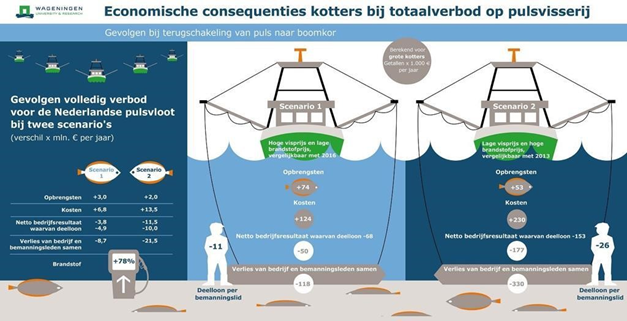 WAGENINGEN
UNIVERSITY & RESEARCH
Economische consequenties kotters bij totaalverbod op pulsvisserij
Gevolgen bij terugschakeling van puls naar boomkor
Gevolgen volledig verbod
voor de Nederlandse pulsvloot
bij twee scenario's
(verschil x mln. € per jaar)
Scenario 1
Scenario 2
Opbrengsten +3,0 +2,0
Kosten +6,8 +13,5
Netto bedrijfsresultaat -3,8 -11,5
waarvan deelloon -4,9 -10,0
Verlies van bedrijf en
bemanningsleden samen -8,7 -21,5
Brandstof
+78%
Berekend voor
grote kotters
Getallen x 1.000 €
per jaar
Scenario 1
Hoge visprijs en lage
brandstofprijs,
vergelijkbaar met 2016
Opbrengsten
+74
Kosten
+124
Netto bedrijfsresultaat waarvan deelloon -68
-50
Verlies van bedrijf en bemanningsleden samen
-118
-11
Deelloon per
bemanningslid
Scenario 2
Lage visprijs en hoge
brandstofprijs,
vergelijkbaar met 2013
Opbrengsten
+53
Kosten
+230
Netto bedrijfsresultaat waarvan deelloon -153
-177
Verlies van bedrijf en bemanningsleden samen
-330
-26
Deelloon per
bemanningslid